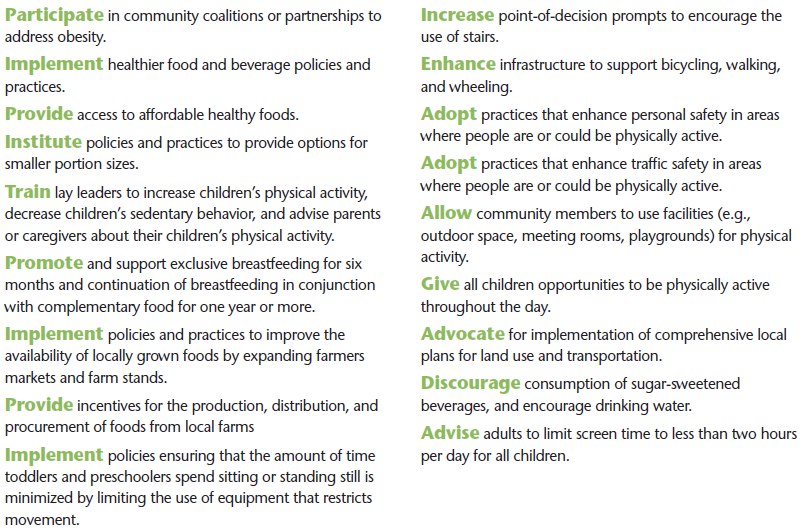 Participate in community coalitions or partnerships to
address obesity.
Implement healthier food and beverage policies and
practices.
Provide access to affordable healthy foods.
Institute policies and practices to provide options for
smaller portion sizes.
Train lay leaders to increase children’s physical activity,
decrease children’s sedentary behavior, and advise parents
or caregivers about their children’s physical activity.
Promote and support exclusive breastfeeding for six
months and continuation of breastfeeding in conjunction
with complementary food for one year or more.
Implement policies and practices to improve the
availability of locally grown foods by expanding farmers
markets and farm stands.
Provide incentives for the production, distribution, and
procurement of foods from local farms
Implement policies ensuring that the amount of time
toddlers and preschoolers spend sitting or standing still is
minimized by limiting the use of equipment that restricts
movement.
Increase point-of-decision prompts to encourage the
use of stairs.
Enhance infrastructure to support bicycling, walking,
and wheeling.
Adopt practices that enhance personal safety in areas
where people are or could be physically active.
Adopt practices that enhance traffic safety in areas
where people are or could be physically active.
Allow community members to use facilities (e.g.,
outdoor space, meeting rooms, playgrounds) for physical
activity.
Give all children opportunities to be physically active
throughout the day.
Advocate for implementation of comprehensive local
plans for land use and transportation.
Discourage consumption of sugar-sweetened
beverages, and encourage drinking water.
Advise adults to limit screen time to less than two hours
per day for all children.